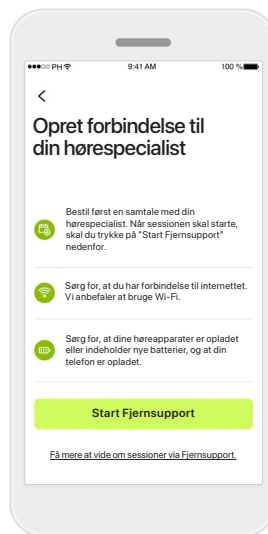 PH 9:41 AM 100 %
Opret forbindelse til
din hørespecialist
Bestil først en samtale med din
hørespecialist. Når sessionen skal starte,
skal du trykke på "Start Fjernsupport"
nedenfor.
Sørg for, at du har forbindelse til internettet.
Vi anbefaler at bruge Wi-Fi.
Sørg for, at dine høreapparater er opladet
eller indeholder nye batterier, og at din
telefon er opladet.
Start Fjernsupport
Få mere at vide om sessioner via Fjernsupport.